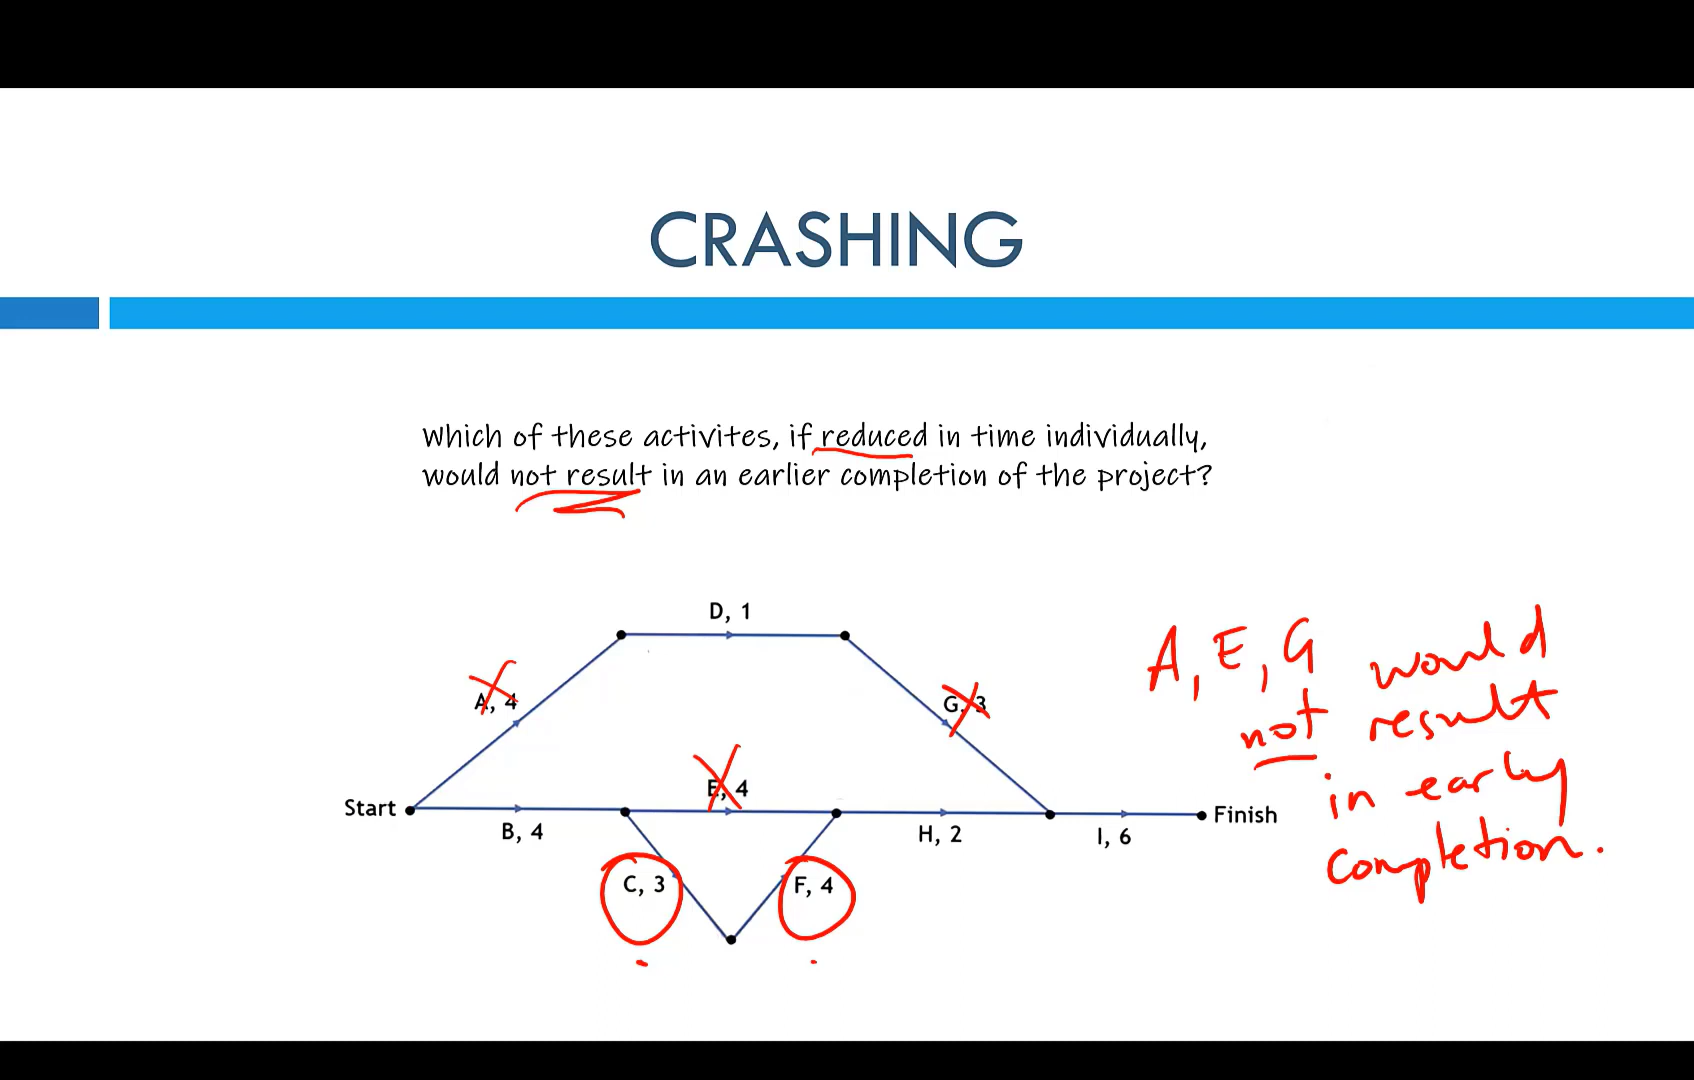 CRASHING
Which of these activites, if reduced in time individually,
would not result in an earlier completion of the project?
D, 1
A, 4
G, 3
E, 4
Start
B, 4
H, 2
I, 6
Finish
C, 3
F, 4
A, E, G would
not result
in early
completion.